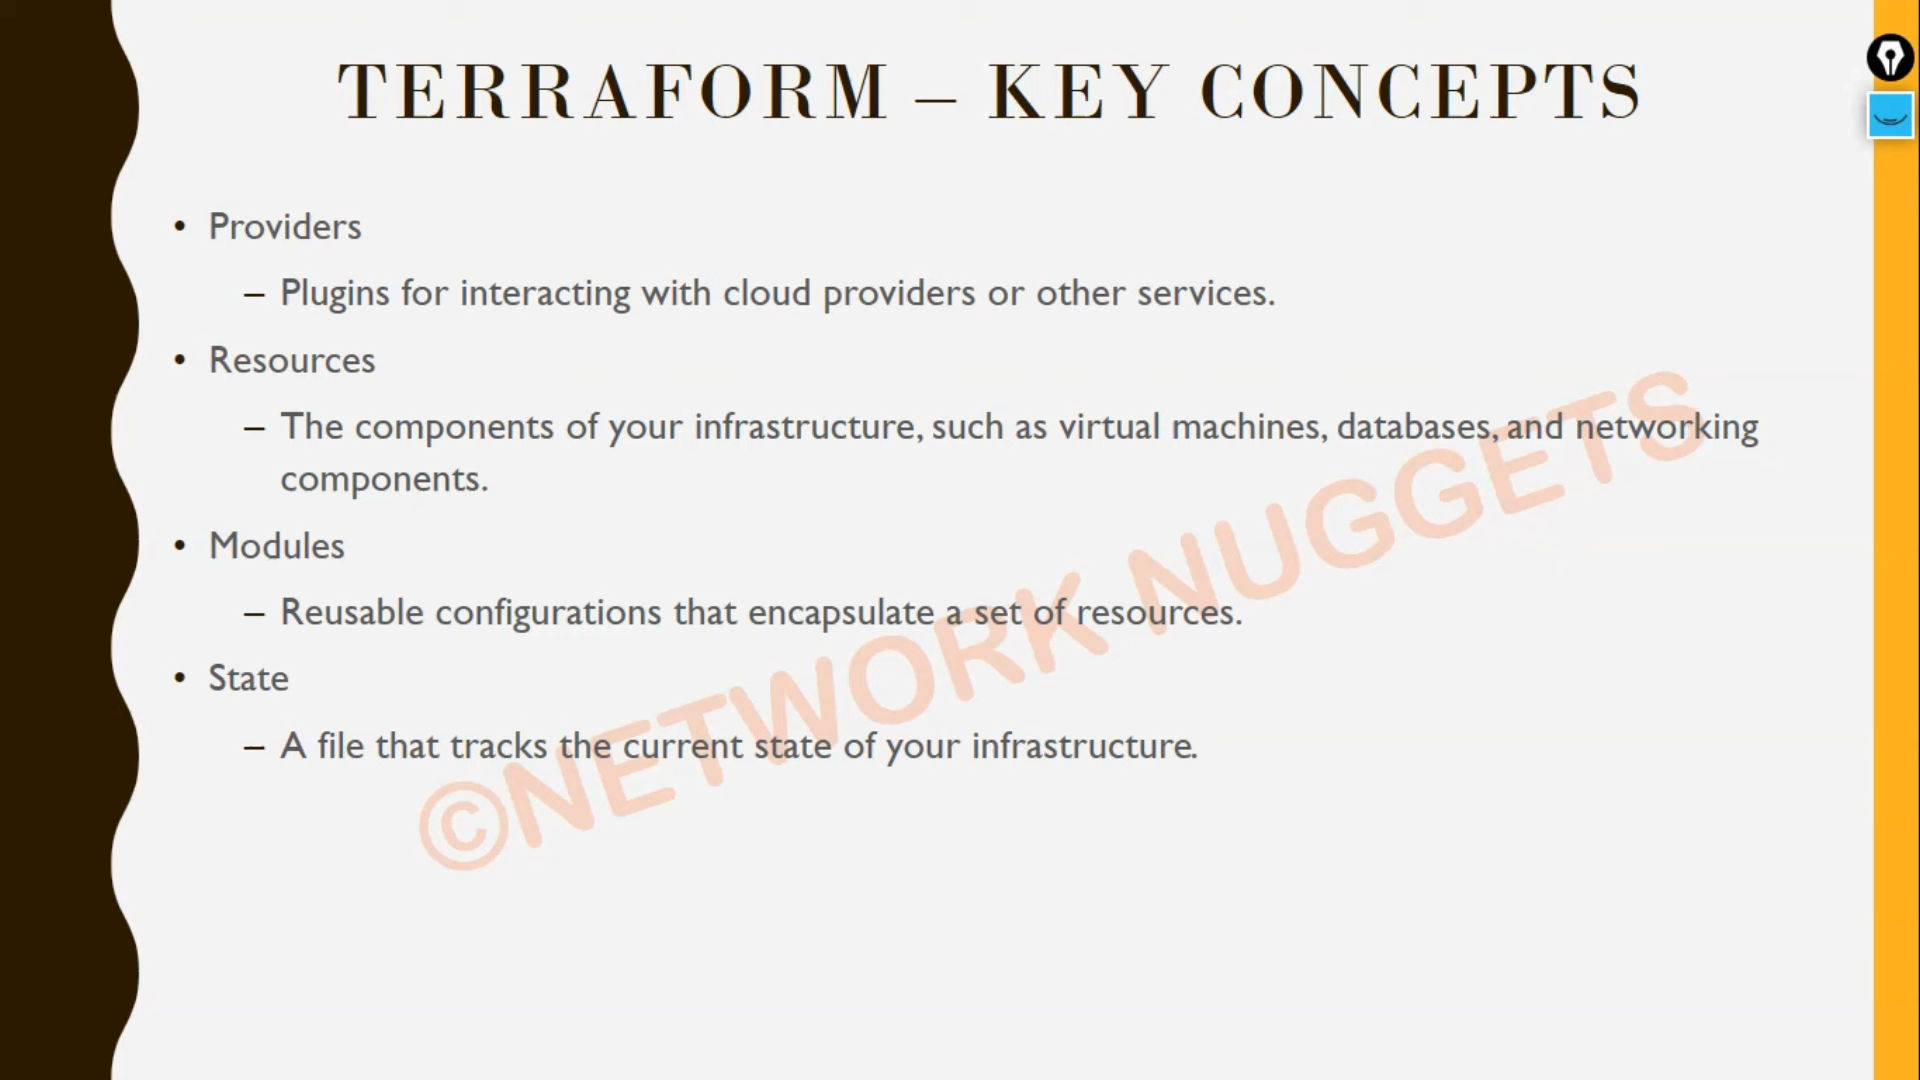 TERRAFORM – KEY CONCEPTS
• Providers
– Plugins for interacting with cloud providers or other services.
• Resources
– The components of your infrastructure, such as virtual machines, databases, and networking
components.
• Modules
– Reusable configurations that encapsulate a set of resources.
• State
– A file that tracks the current state of your infrastructure.
©NETWORK NUGGETS